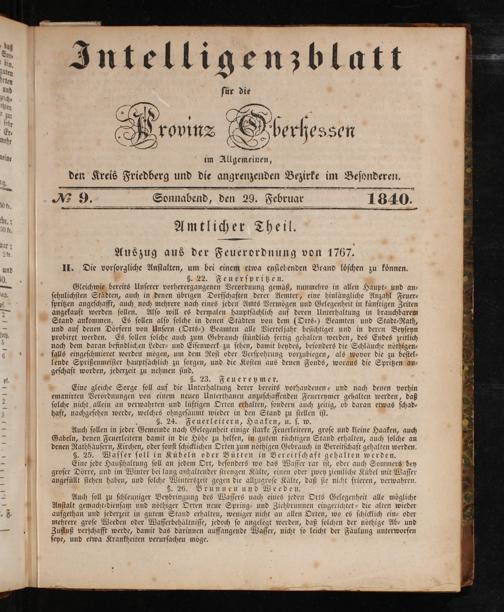 Intelligenzblatt
für die
Provinz Oberhessen
im Allgemeinen,
den Kreis Friedberg und die angrenzenden Bezirke im Besonderen.
№ 9. Sonnabend, den 29. Februar 1840.
Amtlicher Theil.
Auszug aus der Feuerordnung von 1767.
II. Die vorsorgliche Anstalten, um bei einem etwa enstehenden Brand löschen zu können.
§. 22. Feuerspritzen.
Gleichwie bereits Unserer vorhergegangenen Verordnung gemäß, nunmehro in allen Haupt- und an-
sehnlichsten Städten, auch in denen übrigen Dorfschaften derer Aemter, eine hinlängliche Anzahl Feuer-
spritzen angeschafft, auch noch mehrere nach eines jeden Amts Vermögen und Gelegenheit in fünftigen Zeiten
angekauft werden sollen. Also will es dermalen hauptsächlich auf deren Unterhaltung in brauchbarem
Stand ankommen. Es sollen also solche in denen Städten von dem (Orts-) Beamten und Stadt-Rath,
und auf denen Dörfern von Unsern (Orts-) Beamten alle Vierteljahr besichtiget und in deren Beyseyn
probirt werden. Es sollen solche auch zum Gebrauch stündlich fertig gehalten werden, des Endes zeitlich
nach dem daran befindlichen Leder- und Eisenwerk zu sehen, damit beydes, besonders die Schläuche nöthigen-
falls eingeschmieret werden mögen, um dem Rost oder Verstohrung vorzubiegen, als wovor die zu bestel-
lende Spritzenmeister hauptsächlich zu sorgen, und die Kosten aus denen Fonds, woraus die Spritzen an-
geschaft worden, jederzeit zu nehmen sind.
§. 23. Feuereymer.
Eine gleiche Sorge soll auf die Unterhaltung derer bereits vorhandenen- und nach denen vorhin
emanirten Verordnungen von einem neuen Unterthanen anzuschaffenden Feuereymer gehalten werden, daß
solche nicht allein an verwahrten und lüftigen Orten erhalten, sondern auch zeitig, ob daran etwas schad-
haft, nachgesehen werde, welches ohngesäumt wieder in den Stand zu stellen ist.
§. 24. Feuerleitern, Haaken, u. s. w.
Auch sollen in jeder Gemeinde nach Gelegenheit einige starke Feuerleitern, grose und kleine Haaken, auch
Gabeln, denen Feuerleitern damit in die Höhe zu helfen, in gutem tüchtigen Stand erhalten, auch solche an
denen Rathhäusern, Kirchen, oder sonst schicklichen Orten zum nöthigen Gebrauch in Bereitschaft gehalten werden.
§. 25. Wasser soll in Kübeln oder Bütten in Bereitschaft gehalten werden.
Eine jede Haußhaltung soll an jedem Ort, besonders wo das Wasser rar ist, oder auch Sommers bey
groser Dörre, und im Winter bei lang anhaltender strengen Kälte, einen oder zwey ziemliche Kübel mit Wasser
angefüllt stehen haben, und solche Winterszeit gegen die allzugrose Kälte, daß sie nicht frieren, verwahren.
§. 26. Brunnen und Weeden.
Auch soll zu schleuniger Beybringung des Wassers nach eines jeden Orts Gelegenheit alle mögliche
Anstalt gemacht-diensam und nöthiger Orten neue Spring- und Ziehbrunnen eingerichtet- die alten wieder
aufgethan und jederzeit in gutem Stand erhalten, weniger nicht an allen Orten, wo es schicklich ein- oder
mehrere große Weeden oder Wasserbehältnisse, jedoch so angelegt werden, daß solchen der nöthige Ab- und
Zufluß verschafft werde, damit das darinnen auffangende Wasser, nicht so leicht der Fäulung unterworfen
seye, und etwa Krankheiten verursachen möge.